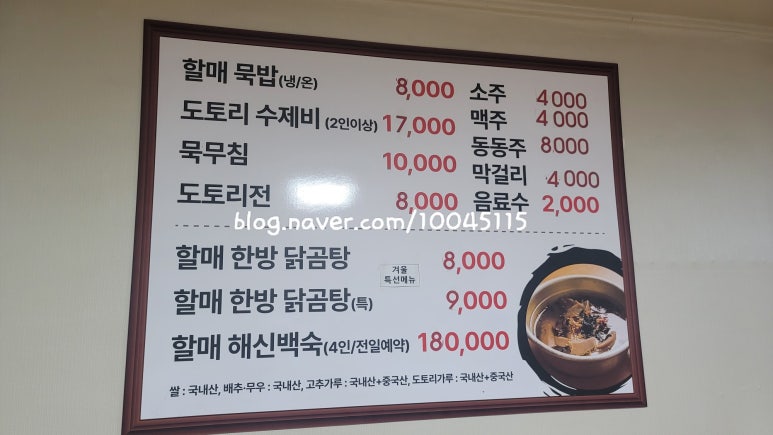 할매 묵밥(냉/온) 8,000
도토리 수제비 (2인이상) 17,000
묵무침 10,000
도토리전 8,000
소주 4000
맥주 4000
동동주 8000
막걸리 4000
음료수 2,000
blog.naver.com/10045115
할매 한방 닭곰탕 8,000
겨울
특선메뉴
할매 한방 닭곰탕(특) 9,000
할매 해신백숙(4인/전일예약) 180,000
쌀 : 국내산, 배추·무우 : 국내산, 고추가루 : 국내산+중국산, 도토리가루 : 국내산+중국산